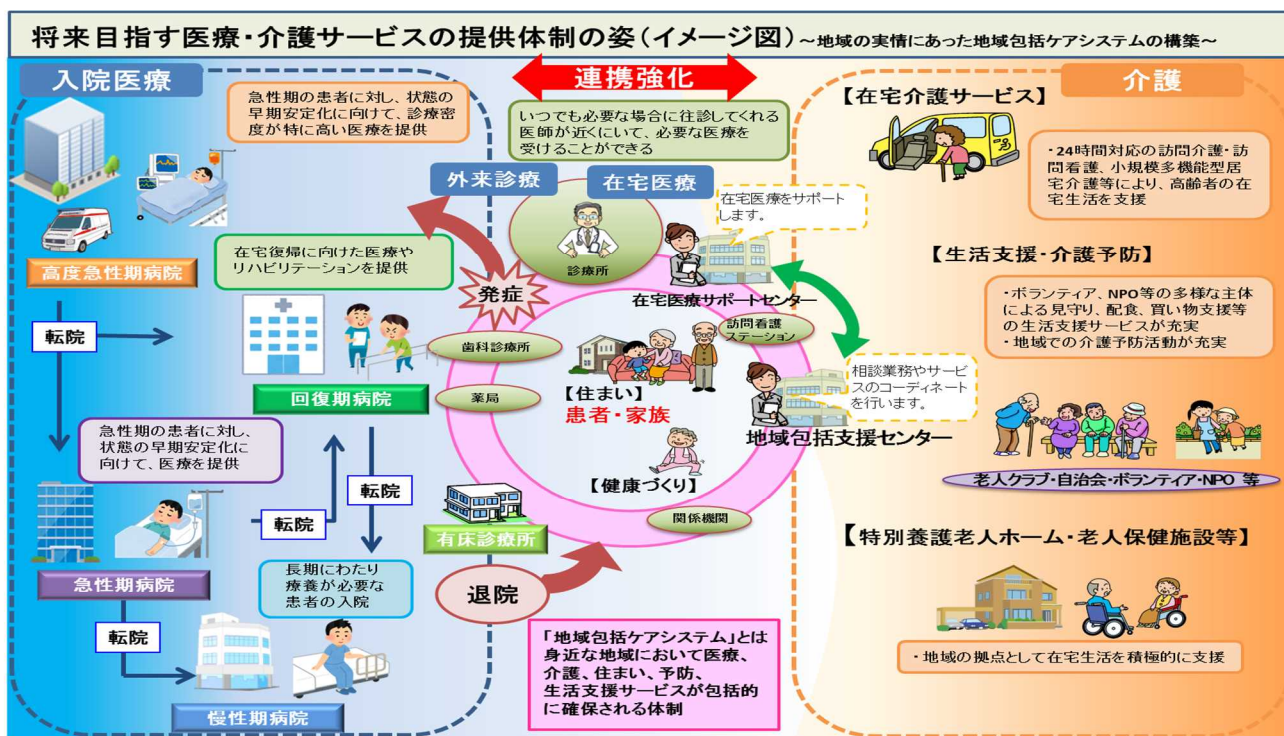 将来目指す医療・介護サービスの提供体制の姿(イメージ図)~地域の実情にあった地域包括ケアシステムの構築~
入院医療
急性期の患者に対し、状態の
早期安定化に向けて、診療密
度が特に高い医療を提供
高度急性期病院
転院
在宅復帰に向けた医療や
リハビリテーションを提供
回復期病院
急性期の患者に対し、
状態の早期安定化に
向けて、医療を提供
転院
転院
急性期病院
長期にわたり
療養が必要な
患者の入院
転院
慢性期病院
連携強化
いつでも必要な場合に往診してくれる
医師が近くにいて、必要な医療を
受けることができる
外来診療
在宅医療
診療所
在宅医療をサポート
します。
在宅医療サポートセンター
発症
歯科診療所
訪問看護
ステーション
薬局
【住まい】
患者・家族
相談業務やサービ
スのコーディネート
を行います。
地域包括支援センター
【健康づくり】
関係機関
有床診療所
退院
「地域包括ケアシステム」とは
身近な地域において医療、
介護、住まい、予防、
生活支援サービスが包括的
に確保される体制
介護
【在宅介護サービス】
・24時間対応の訪問介護・訪
問看護、小規模多機能型居
宅介護等により、高齢者の在
宅生活を支援
【生活支援・介護予防】
・ボランティア、NPO等の多様な主体
による見守り、配食、買い物支援等
の生活支援サービスが充実
・地域での介護予防活動が充実
老人クラブ・自治会・ボランティア・NPO 等
【特別養護老人ホーム・老人保健施設等】
・地域の拠点として在宅生活を積極的に支援